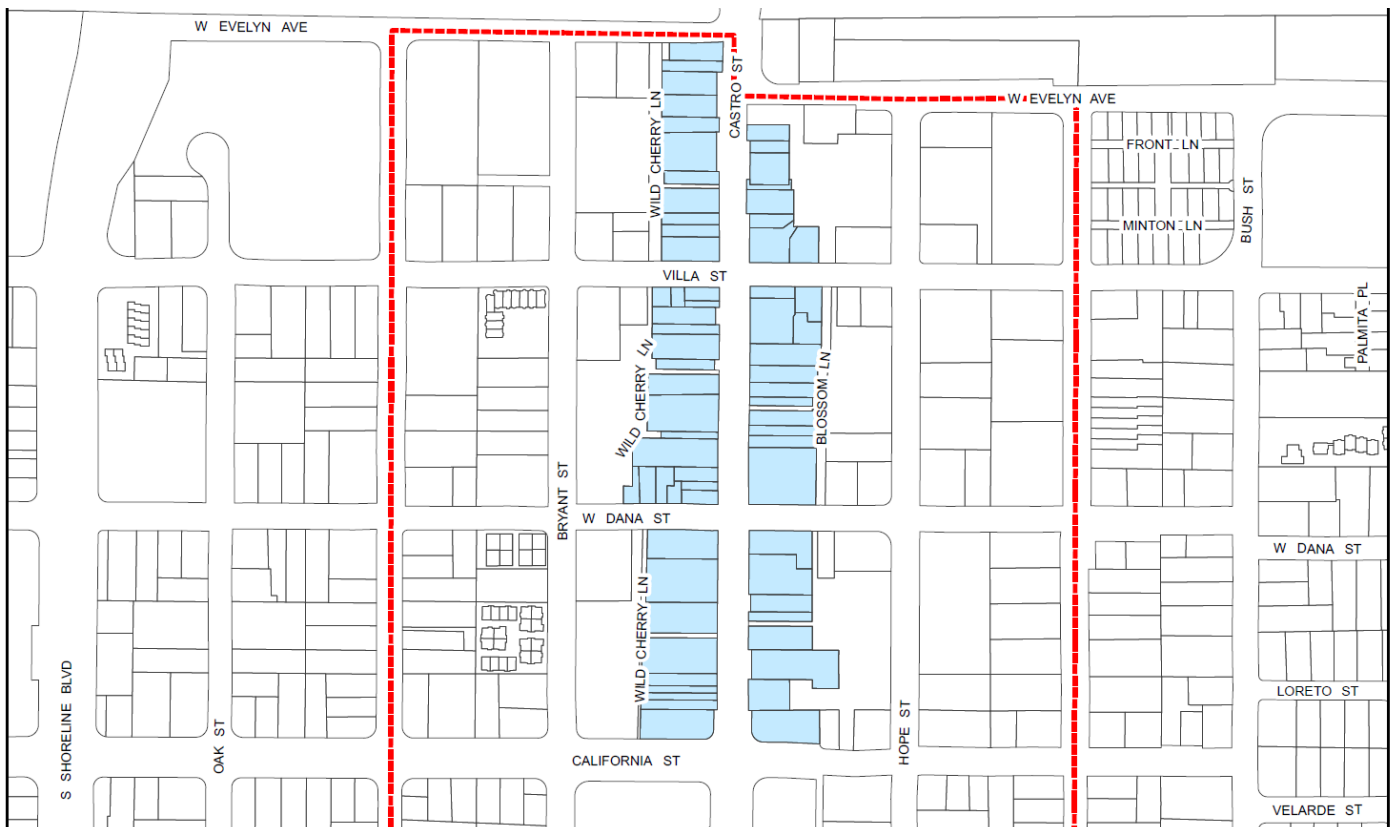 W EVELYN AVE
CASTRO ST
WILD CHERRY LN
W EVELYN AVE
FRONT LN
MINTON LN
BUSH ST
VILLA ST
PALMITA PL
WILD CHERRY LN
BLOSSOM LN
BRYANT ST
W DANA ST
W DANA ST
WILD CHERRY LN
S SHORELINE BLVD
OAK ST
HOPE ST
LORETO ST
CALIFORNIA ST
VELARDE ST